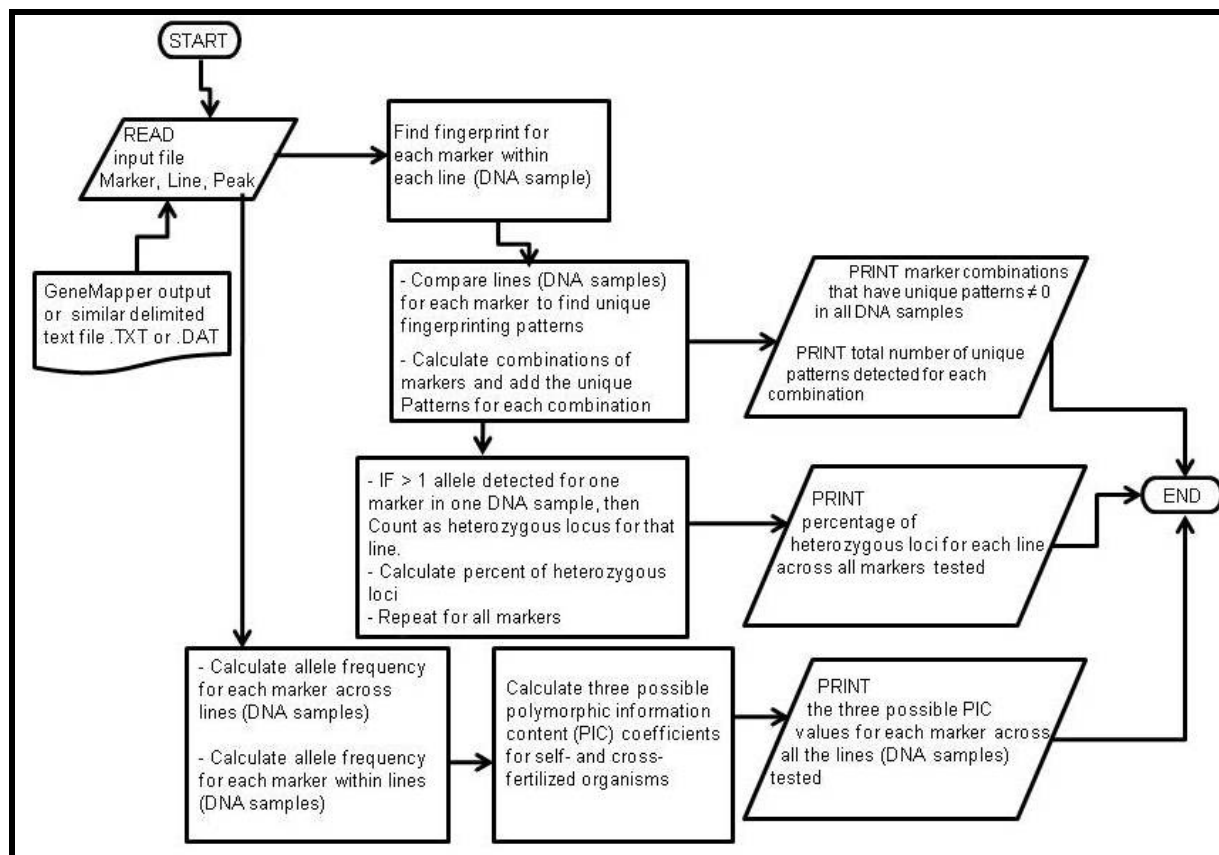 START
READ
input file
Marker, Line, Peak
GeneMapper output
or similar delimited
text file .TXT or .DAT
Find fingerprint for
each marker within
each line (DNA sample)
- Compare lines (DNA samples)
for each marker to find unique
fingerprinting patterns
- Calculate combinations of
markers and add the unique
Patterns for each combination
PRINT marker combinations
that have unique patterns ≠ 0
in all DNA samples
PRINT total number of unique
patterns detected for each
combination
- IF > 1 allele detected for one
marker in one DNA sample, then
Count as heterozygous locus for that
line.
- Calculate percent of heterozygous
loci
- Repeat for all markers
PRINT
percentage of
heterozygous loci for each line
across all markers tested
END
- Calculate allele frequency
for each marker across
lines (DNA samples)
- Calculate allele frequency
for each marker within lines
(DNA samples)
Calculate three possible
polymorphic information
content (PIC) coefficients
for self- and cross-
fertilized organisms
PRINT
the three possible PIC
values for each marker across
all the lines (DNA samples)
tested